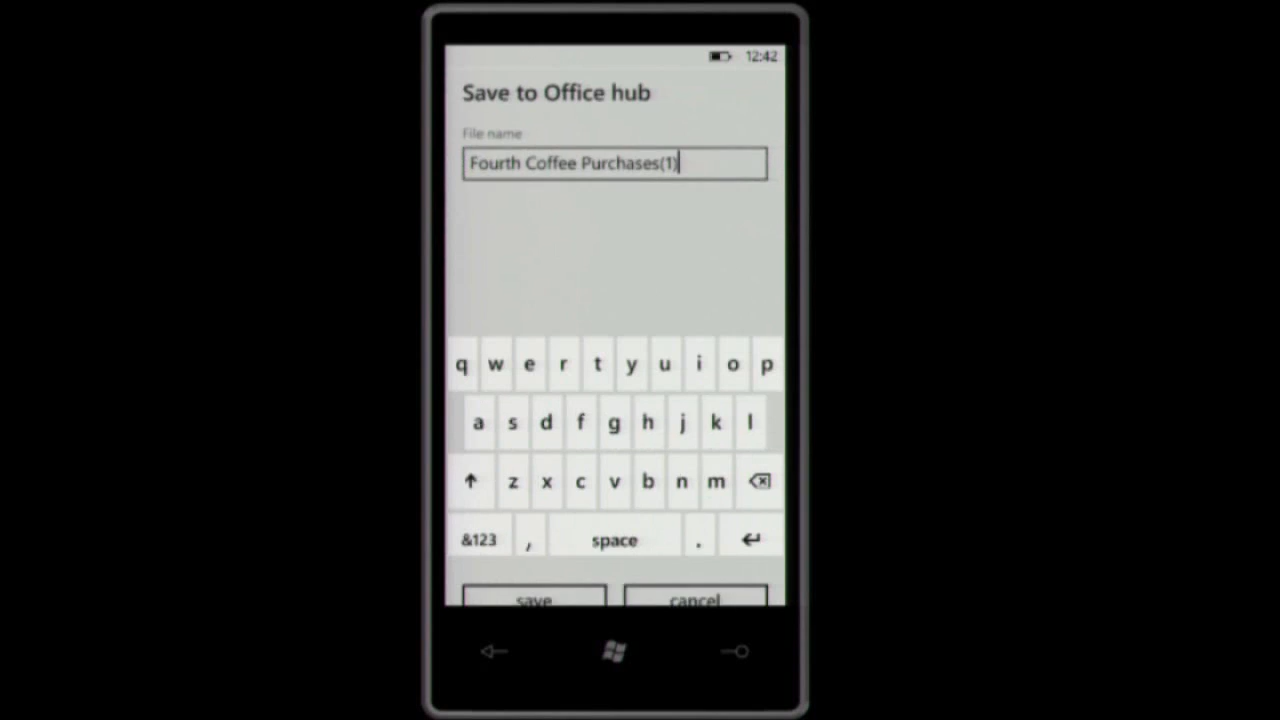 12:42
Save to Office hub
File name
Fourth Coffee Purchases(1)
q w e r t y u i o p
a s d f g h j k l
z x c v b n m
&123 , space .
save cancel